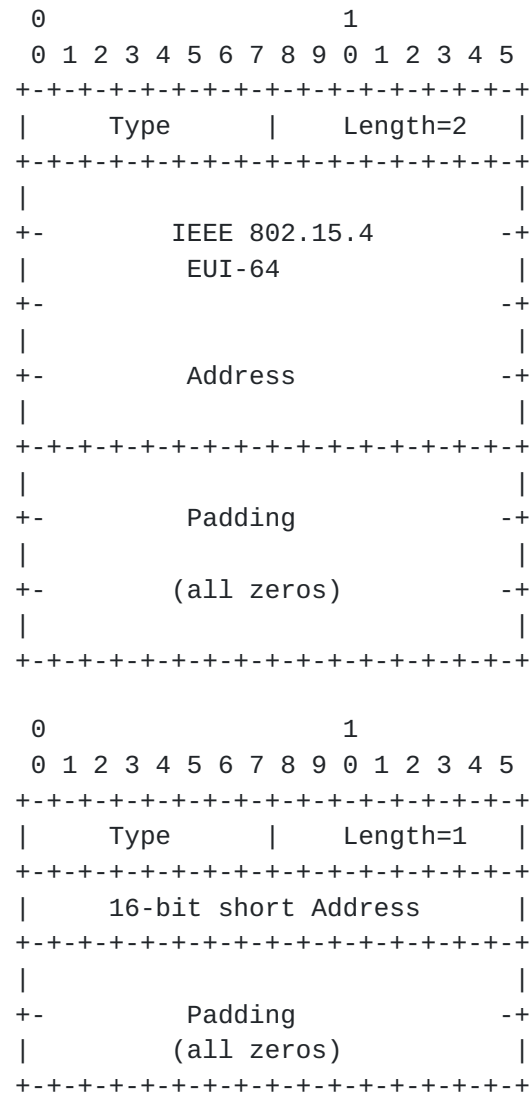 0                   1
 0 1 2 3 4 5 6 7 8 9 0 1 2 3 4 5
+-+-+-+-+-+-+-+-+-+-+-+-+-+-+-+-+
|     Type      |    Length=2   |
+-+-+-+-+-+-+-+-+-+-+-+-+-+-+-+-+
|                               |
+-        IEEE 802.15.4        -+
|          EUI-64               |
+-                             -+
|                               |
+-         Address             -+
|                               |
+-+-+-+-+-+-+-+-+-+-+-+-+-+-+-+-+
|                               |
+-         Padding             -+
|                               |
+-        (all zeros)          -+
|                               |
+-+-+-+-+-+-+-+-+-+-+-+-+-+-+-+-+

 0                   1
 0 1 2 3 4 5 6 7 8 9 0 1 2 3 4 5
+-+-+-+-+-+-+-+-+-+-+-+-+-+-+-+-+
|     Type      |    Length=1   |
+-+-+-+-+-+-+-+-+-+-+-+-+-+-+-+-+
|     16-bit short Address      |
+-+-+-+-+-+-+-+-+-+-+-+-+-+-+-+-+
|                               |
+-         Padding             -+
|         (all zeros)           |
+-+-+-+-+-+-+-+-+-+-+-+-+-+-+-+-+